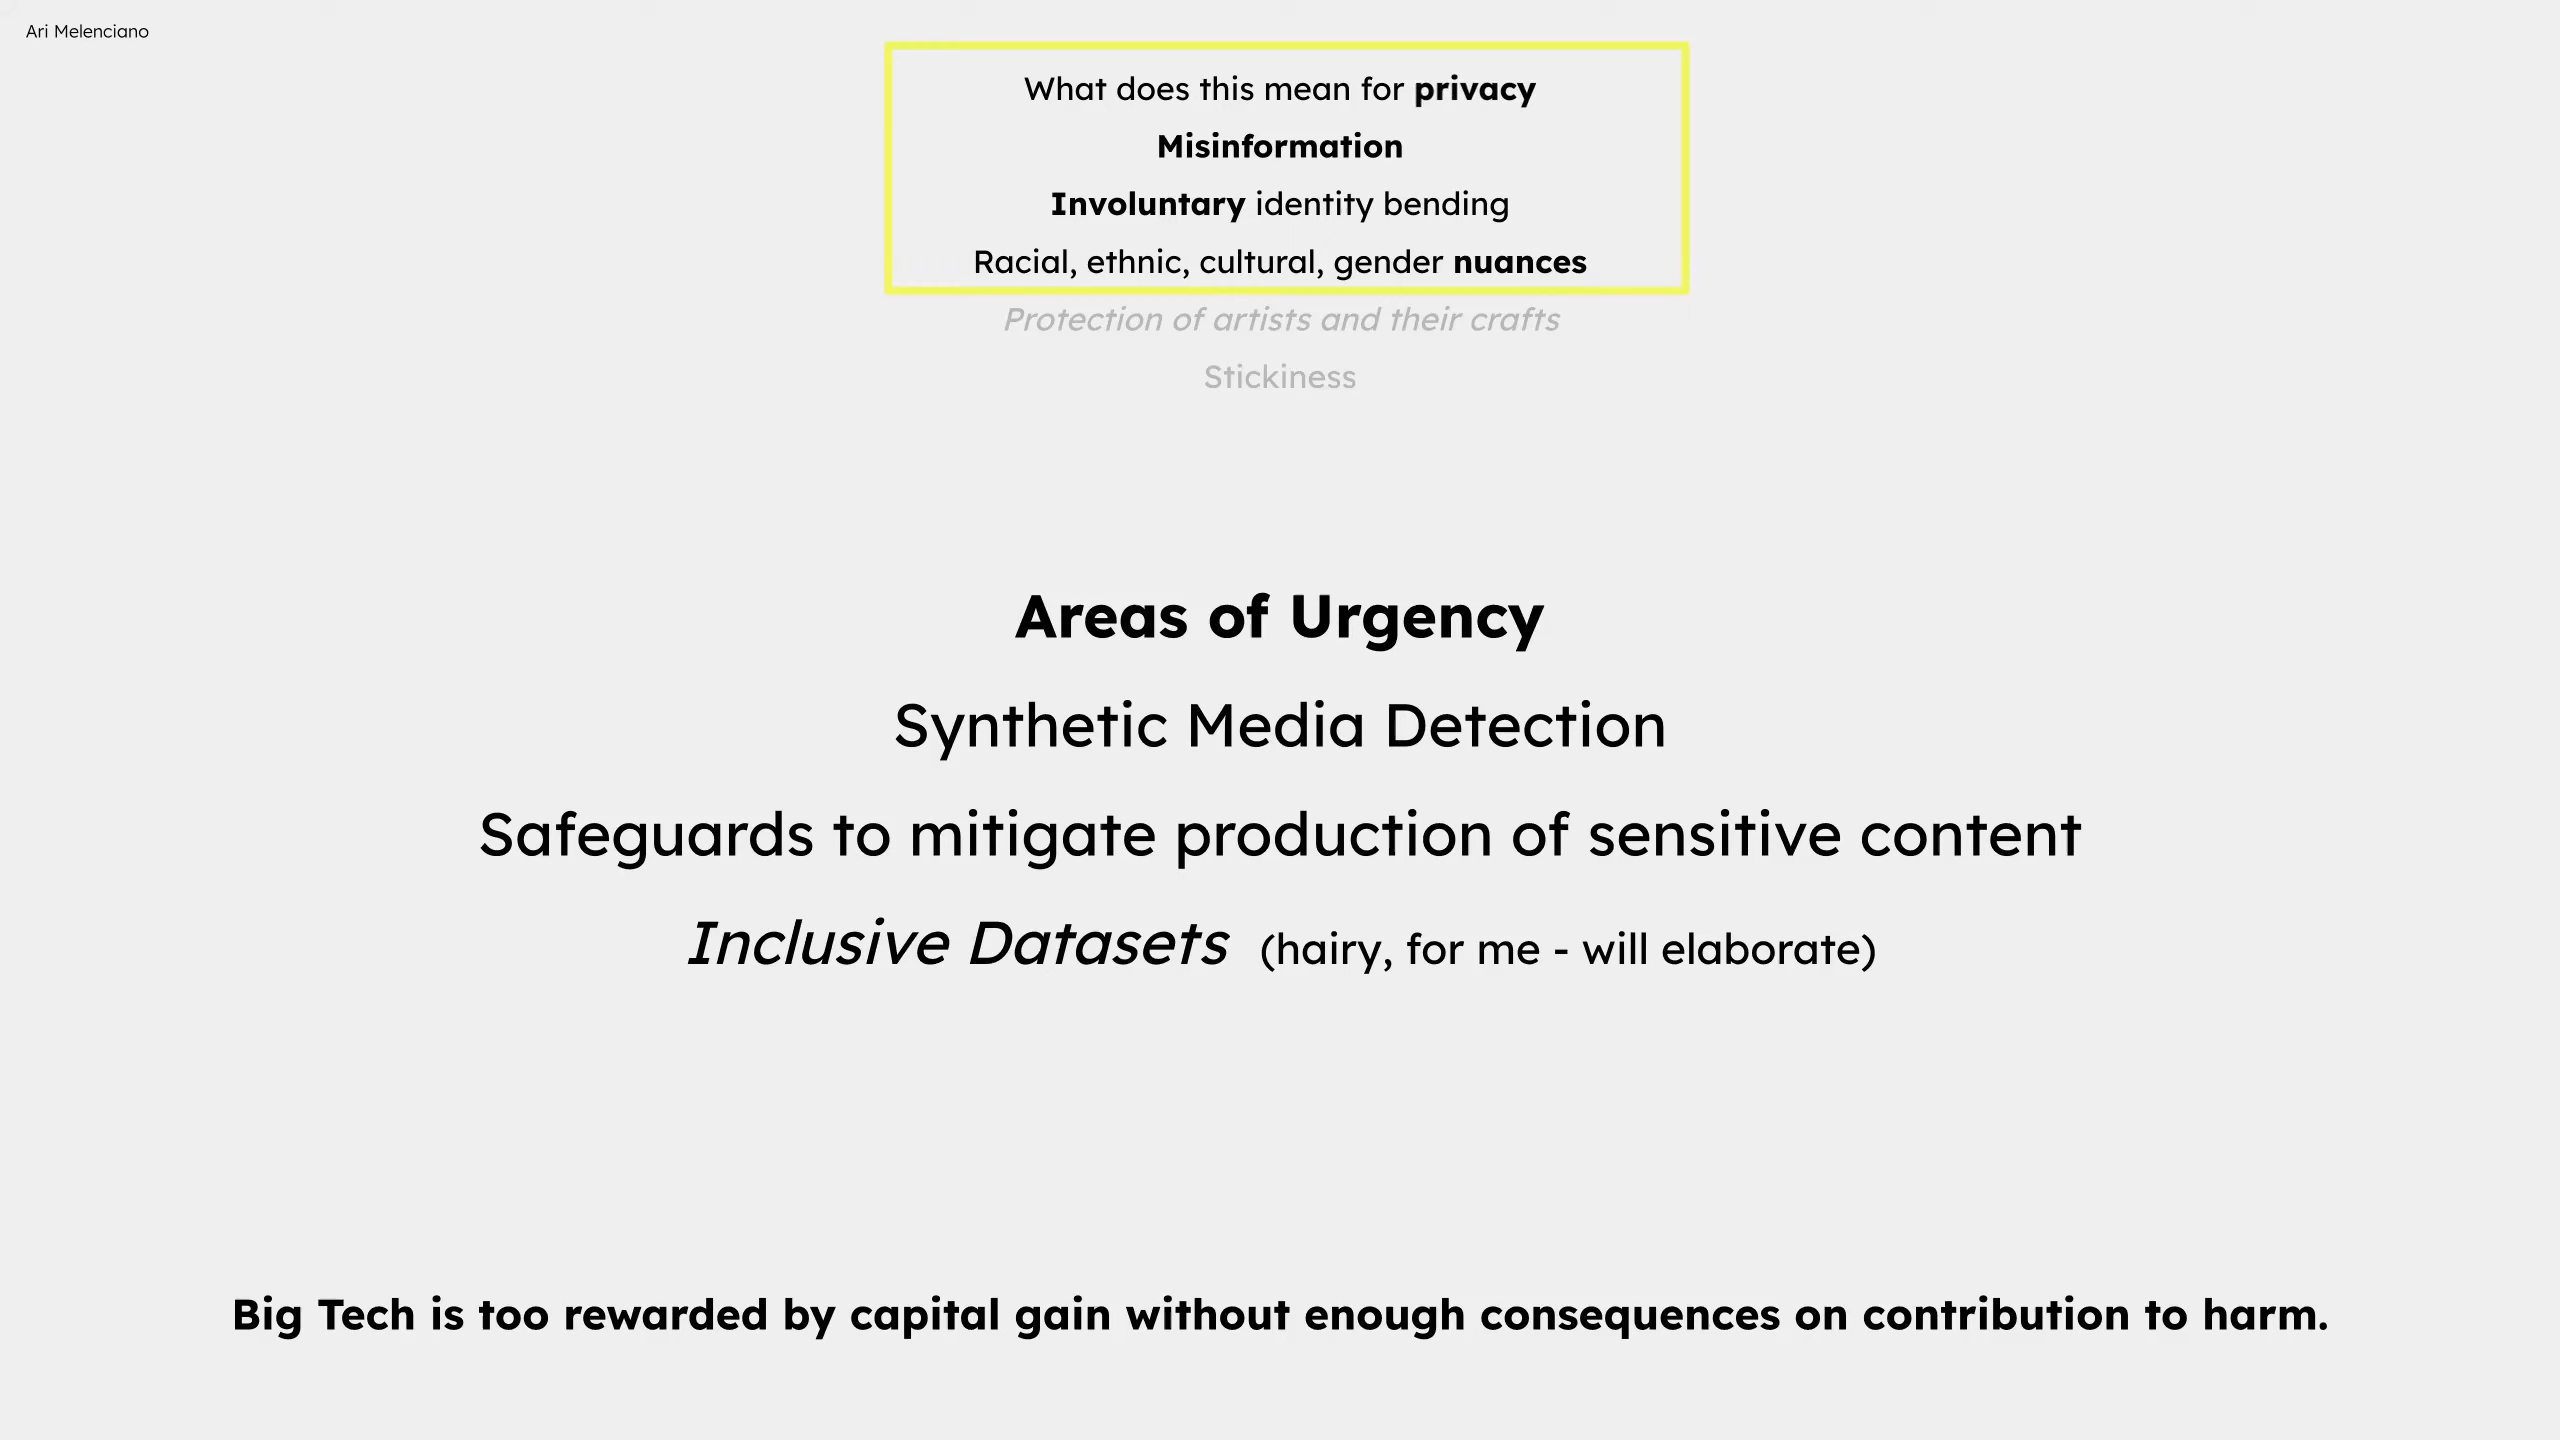 Ari Melenciano
What does this mean for privacy
Misinformation
Involuntary identity bending
Racial, ethnic, cultural, gender nuances
Protection of artists and their crafts
Stickiness
Areas of Urgency
Synthetic Media Detection
Safeguards to mitigate production of sensitive content
Inclusive Datasets (hairy, for me - will elaborate)
Big Tech is too rewarded by capital gain without enough consequences on contribution to harm.